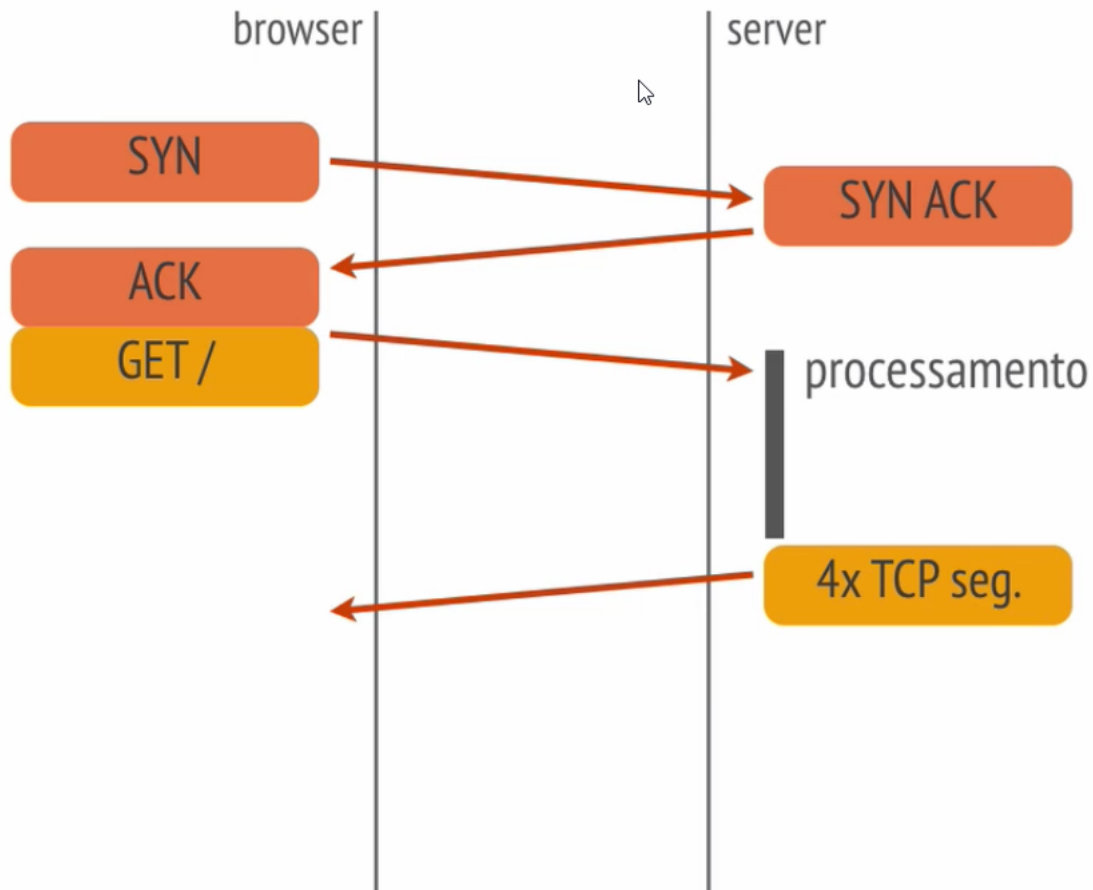 browser
server
SYN
SYN ACK
ACK
GET /
processamento
4x TCP seg.